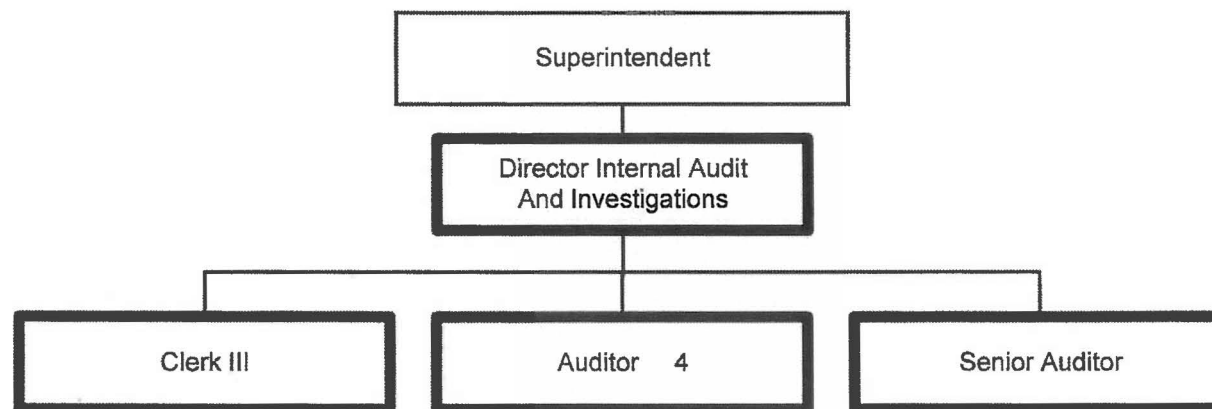 Superintendent
Director Internal Audit
And Investigations
Clerk III
Auditor 4
Senior Auditor